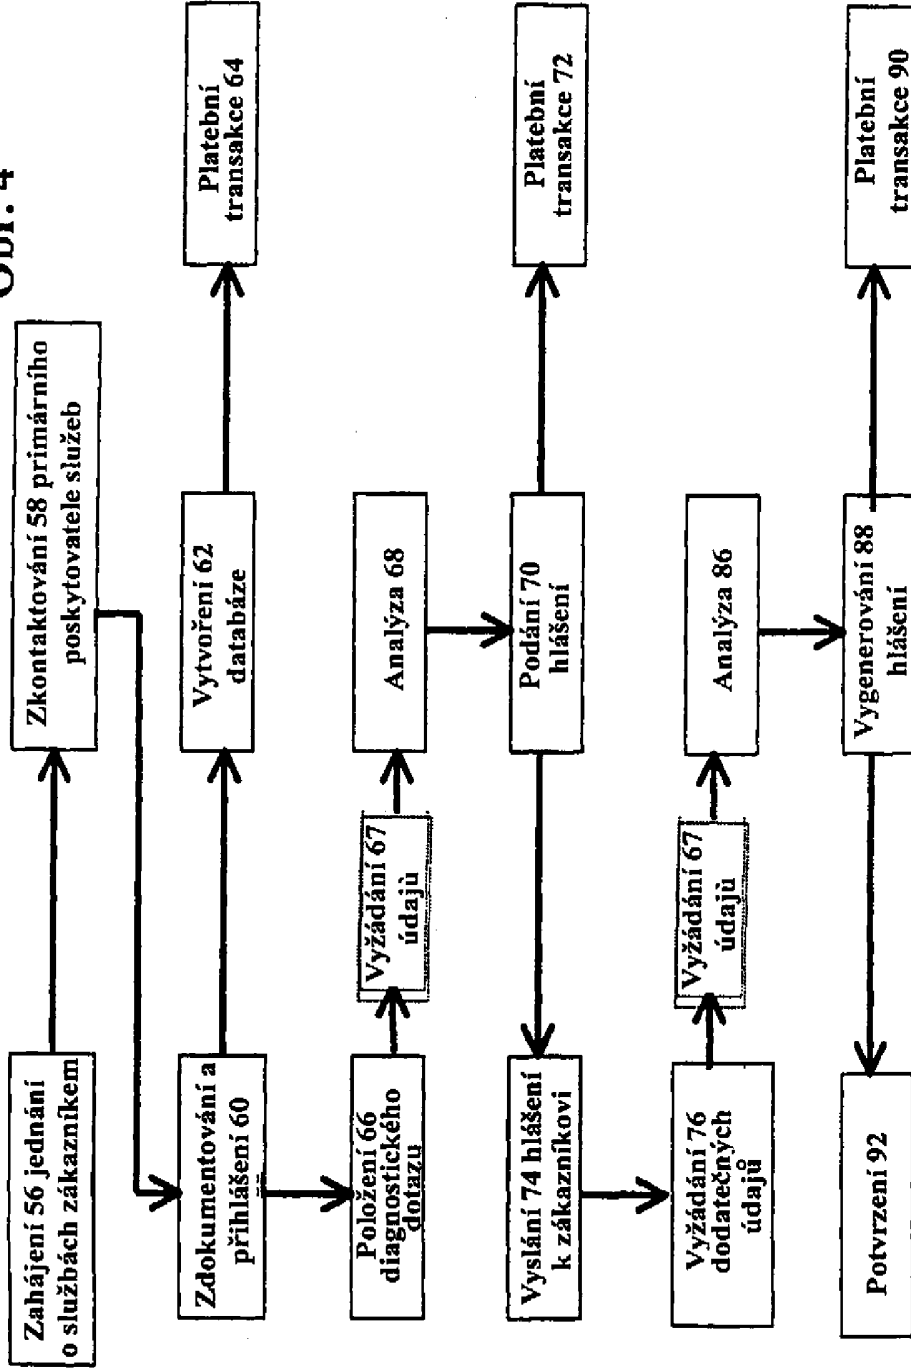 Obr. 4
Zahájení 56 jednání
o službách zákazníkem
Zkontaktování 58 primárního
poskytovatele služeb
Zdokumentování a
přihlášení 60
Vytvoření 62
databáze
Platební
transakce 64
Položení 66
diagnostického
dotazu
Vyžádání 67
údajů
Analýza 68
Vyslání 74 hlášení
k zákazníkovi
Podání 70
hlášení
Platební
transakce 72
Vyžádání 76
dodatečných
údajů
Vyžádání 67
údajů
Analýza 86
Potvrzení 92
Vygenerování 88
hlášení
Platební
transakce 90